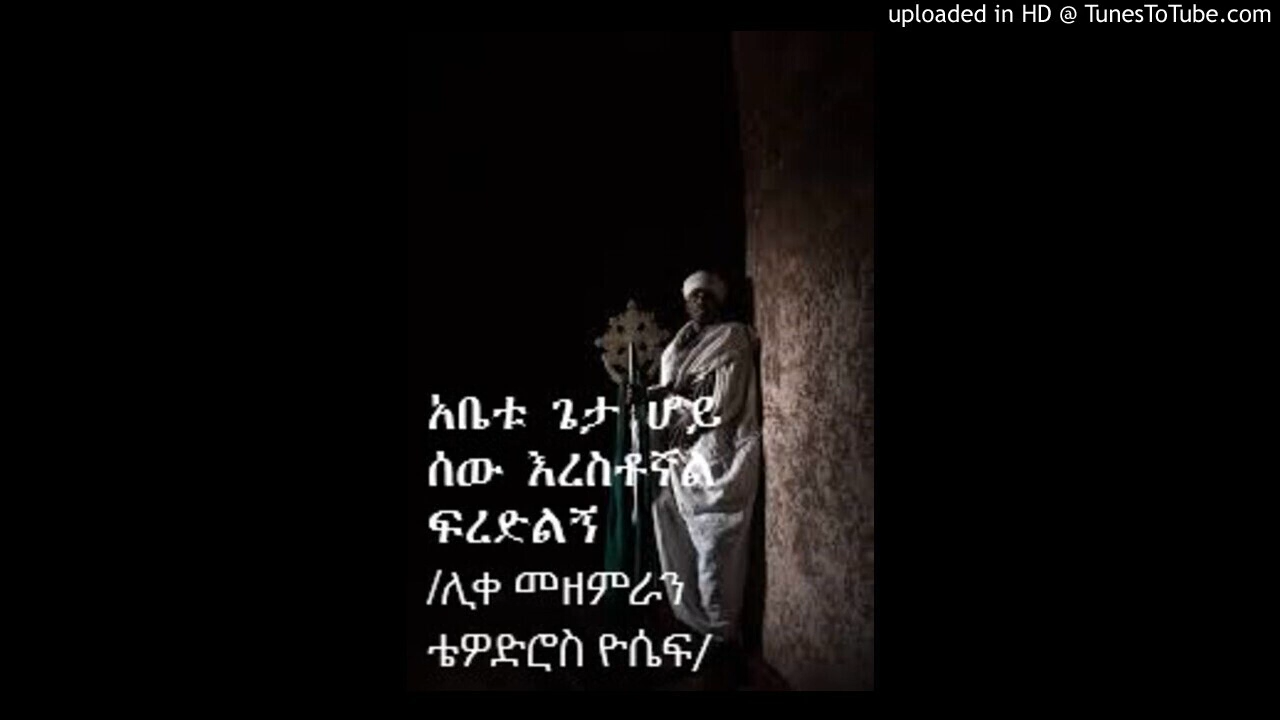 uploaded in HD @ TunesToTube.com
አቤቱ ጌታ ሆይ
ሰው እረስቶኛል
ፍረድልኝ
/ሊቀ መዘምራን
ቴዎድሮስ ዮሴፍ/